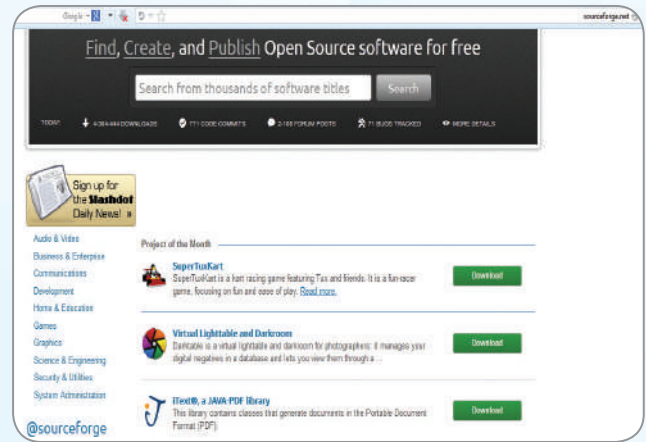 Google
sourceforge.net
Find, Create, and Publish Open Source software for free
Search from thousands of software titles Search
TODAY: DOWNLOADS 771 CODE COMMITS FORUM POSTS 71 BUGS TRACKED MORE DETAILS
Sign up for
the Slashdot
Daily News! »
Audio & Video
Business & Enterprise
Communications
Development
Home & Education
Games
Graphics
Science & Engineering
Security & Utilities
System Administration
@sourceforge
Project of the Month
SuperTuxKart
SuperTuxKart is a kart racing game featuring Tux and friends. It is a fun-racer
game, focusing on fun and ease of play. Read more.
Download
Virtual Lighttable and Darkroom
Darktable is a virtual lighttable and darkroom for photographers: it manages your
digital negatives in a database and lets you view them through a ...
Download
iText®, a JAVA-PDF library
This library contains classes that generate documents in the Portable Document
Format (PDF).
Download